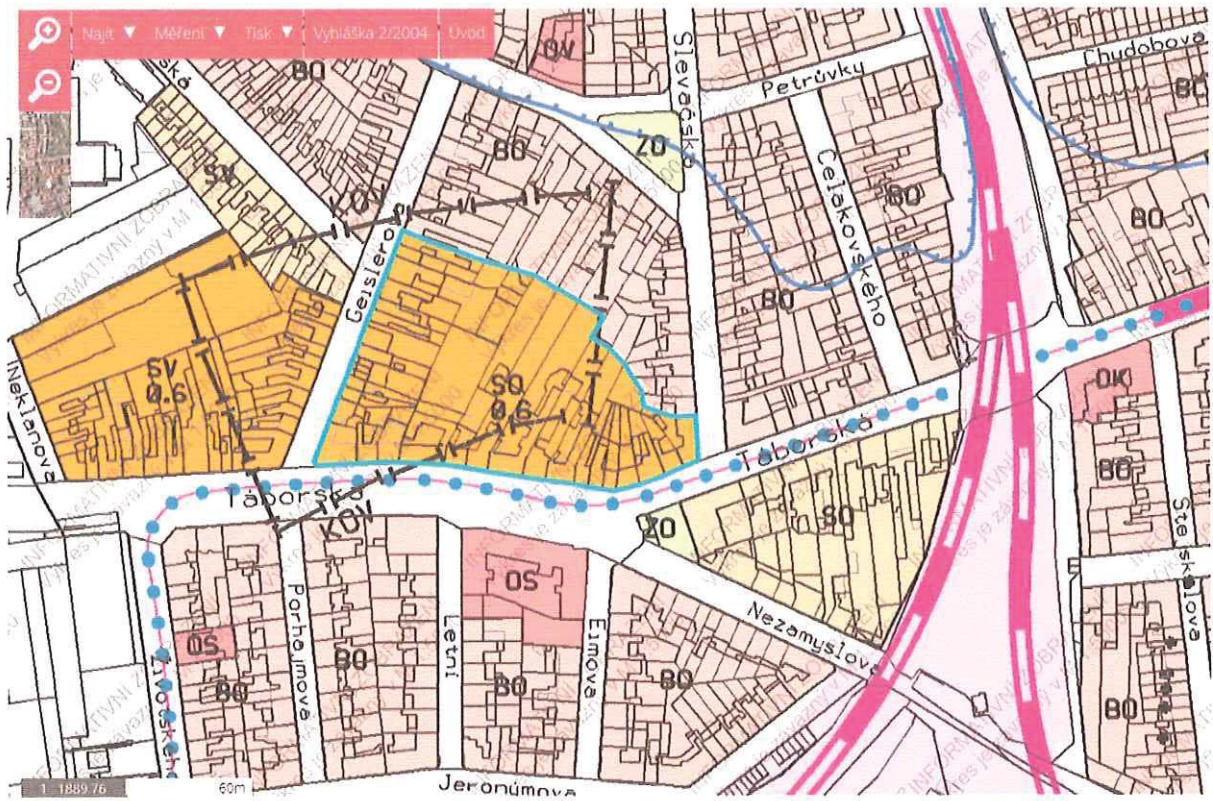 Najít ▼ Měření ▼ Tisk ▼ Vyhláška 2/2004 Úvod
OV
Slevačská
Chudobova
Petrůvky
BO
BO
BO
ZO
Čelakovského
SV
BO
BO
KOV
Geislerova
BO
SV
0.6
SO
0.6
OK
Neklanova
Táborská
Táborská
BO
KOV
ZO
SO
Stejskalova
OS
Porhajmova
Letní
Eimova
Nezamyslova
OS
BO
BO
BO
BO
BO
Jeronýmova
1 1889.76
60m